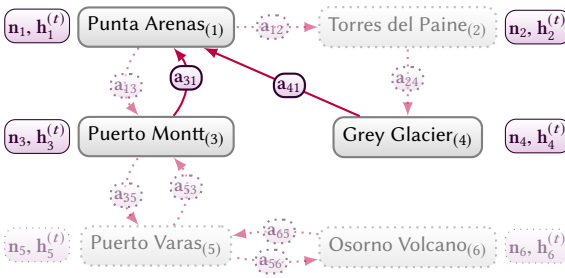 n₁, h₁⁽ᵗ⁾ Punta Arenas₍₁₎ a₁₂ Torres del Paine₍₂₎ n₂, h₂⁽ᵗ⁾
a₁₃ a₃₁ a₄₁ a₂₄
n₃, h₃⁽ᵗ⁾ Puerto Montt₍₃₎ Grey Glacier₍₄₎ n₄, h₄⁽ᵗ⁾
a₃₅ a₅₃
n₅, h₅⁽ᵗ⁾ Puerto Varas₍₅₎ a₆₅ a₅₆ Osorno Volcano₍₆₎ n₆, h₆⁽ᵗ⁾